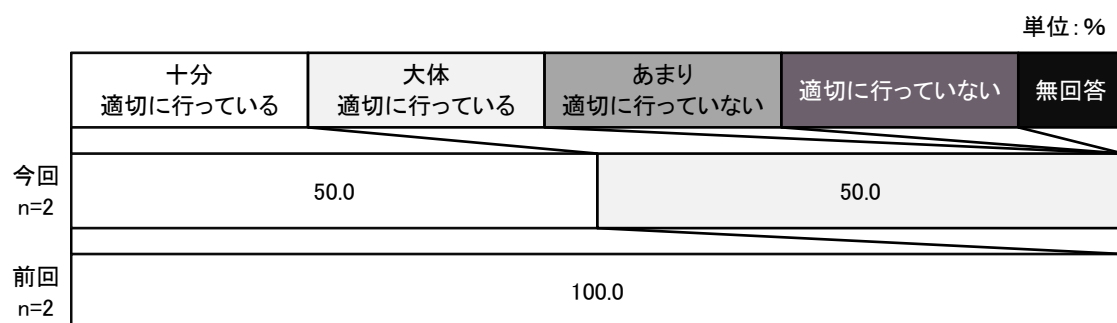 単位:%
十分
適切に行っている
大体
適切に行っている
あまり
適切に行っていない
適切に行っていない
無回答
今回
n=2
50.0
50.0
前回
n=2
100.0